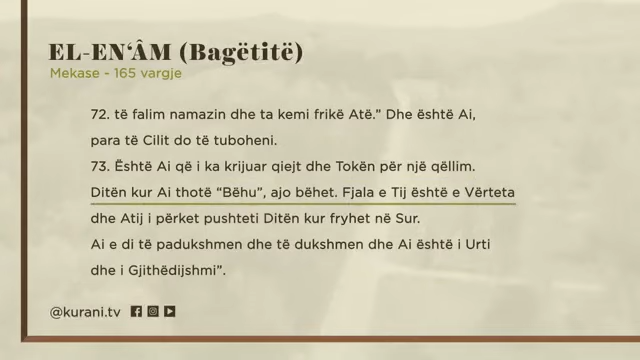 EL-EN‘ÂM (Bagëtitë)
Mekase - 165 vargje
72. të falim namazin dhe ta kemi frikë Atë.” Dhe është Ai,
para të Cilit do të tuboheni.
73. Është Ai që i ka krijuar qiejt dhe Tokën për një qëllim.
Ditën kur Ai thotë “Bëhu”, ajo bëhet. Fjala e Tij është e Vërteta
dhe Atij i përket pushteti Ditën kur fryhet në Sur.
Ai e di të padukshmen dhe të dukshmen dhe Ai është i Urti
dhe i Gjithëdijshmi”.
@kurani.tv